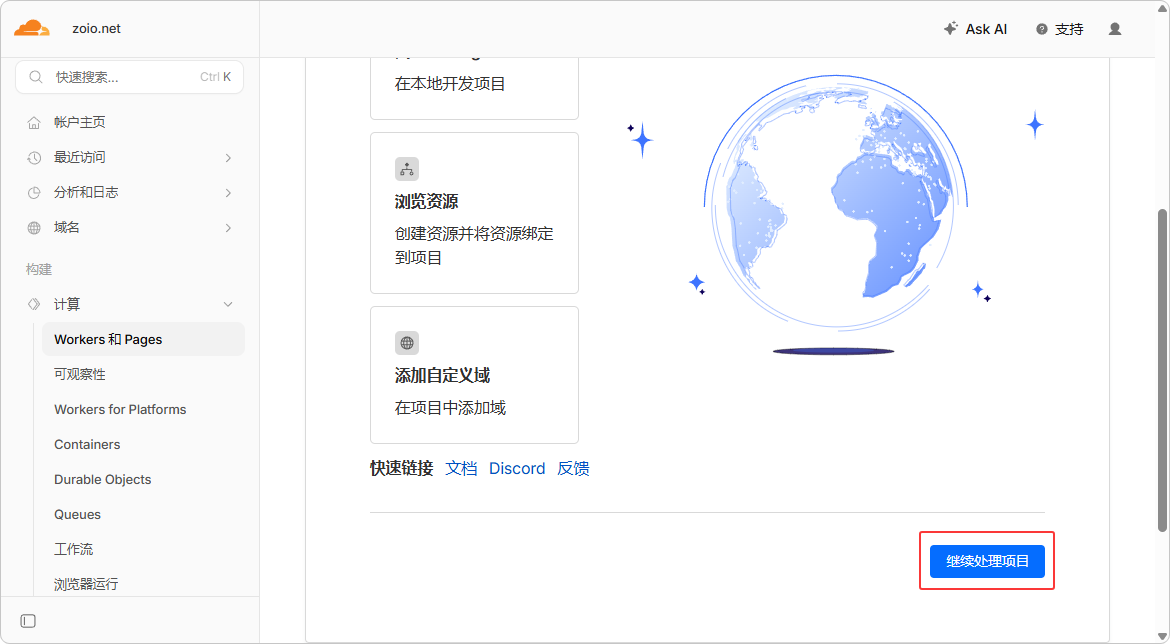 zoio.net
Ask AI
支持
快速搜索...
Ctrl K
帐户主页
最近访问
分析和日志
域名
构建
计算
Workers 和 Pages
可观察性
Workers for Platforms
Containers
Durable Objects
Queues
工作流
浏览器运行
在本地开发项目
浏览资源
创建资源并将资源绑定
到项目
添加自定义域
在项目中添加域
快速链接 文档 Discord 反馈
继续处理项目